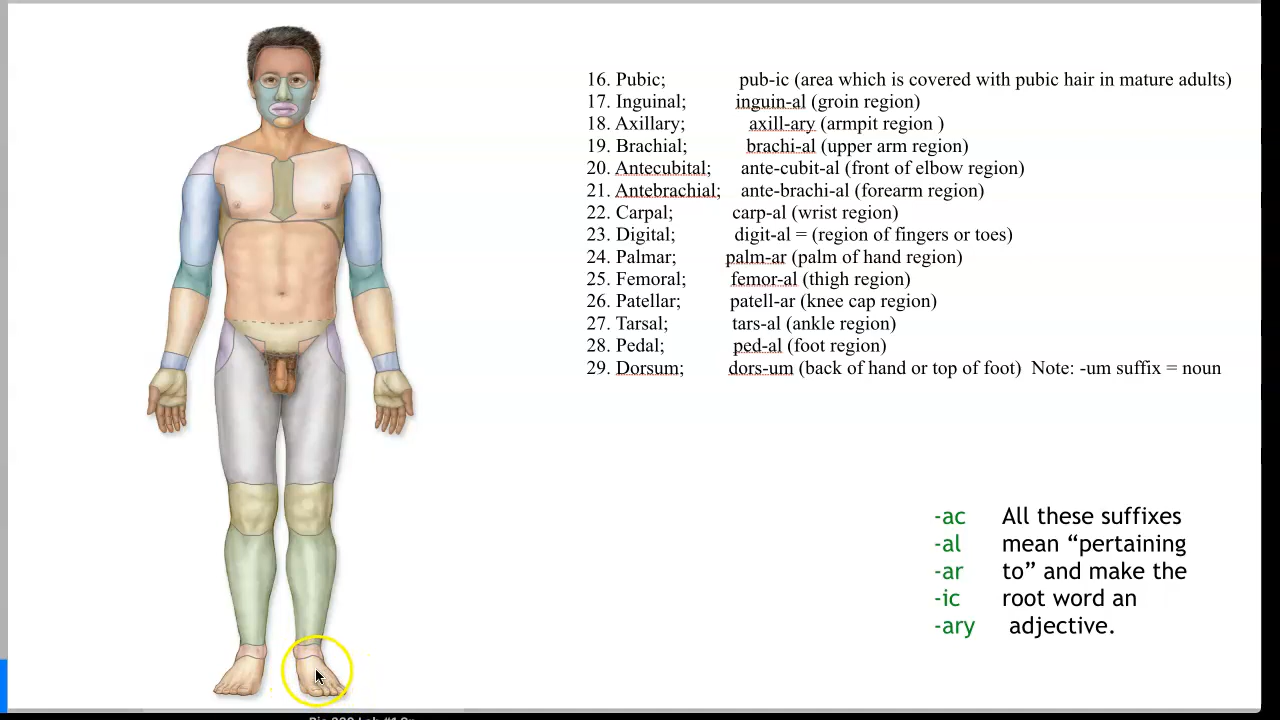 16. Pubic; pub-ic (area which is covered with pubic hair in mature adults)
17. Inguinal; inguin-al (groin region)
18. Axillary; axill-ary (armpit region )
19. Brachial; brachi-al (upper arm region)
20. Antecubital; ante-cubit-al (front of elbow region)
21. Antebrachial; ante-brachi-al (forearm region)
22. Carpal; carp-al (wrist region)
23. Digital; digit-al = (region of fingers or toes)
24. Palmar; palm-ar (palm of hand region)
25. Femoral; femor-al (thigh region)
26. Patellar; patell-ar (knee cap region)
27. Tarsal; tars-al (ankle region)
28. Pedal; ped-al (foot region)
29. Dorsum; dors-um (back of hand or top of foot) Note: -um suffix = noun
-ac All these suffixes
-al mean “pertaining
-ar to” and make the
-ic root word an
-ary adjective.